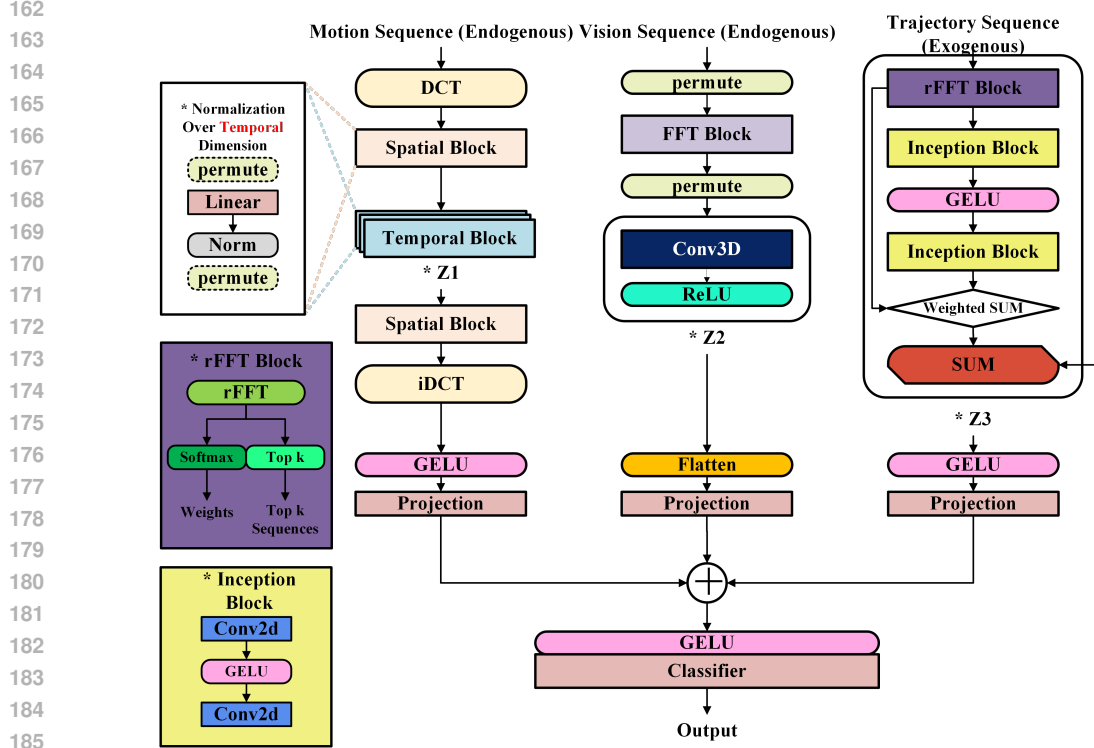 162
163
164
165
166
167
168
169
170
171
172
173
174
175
176
177
178
179
180
181
182
183
184
185
Motion Sequence (Endogenous)
DCT
Spatial Block
Temporal Block
* Z1
Spatial Block
iDCT
GELU
Projection
Vision Sequence (Endogenous)
permute
FFT Block
permute
Conv3D
ReLU
* Z2
Flatten
Projection
Trajectory Sequence
(Exogenous)
rFFT Block
Inception Block
GELU
Inception Block
Weighted SUM
SUM
* Z3
GELU
Projection
* Normalization
Over Temporal
Dimension
permute
Linear
Norm
permute
* rFFT Block
rFFT
Softmax
Top k
Weights
Top k
Sequences
* Inception
Block
Conv2d
GELU
Conv2d
GELU
Classifier
Output